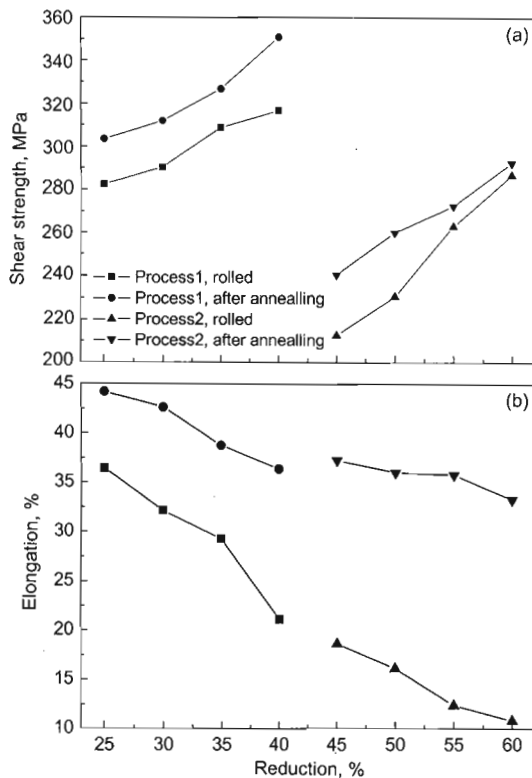 360
340
320
300
280
260
240
220
200
Shear strength, MPa
(a)
Process1, rolled
Process1, after annealling
Process2, rolled
Process2, after annealling
45
40
35
30
25
20
15
10
Elongation, %
(b)
25 30 35 40 45 50 55 60
Reduction, %